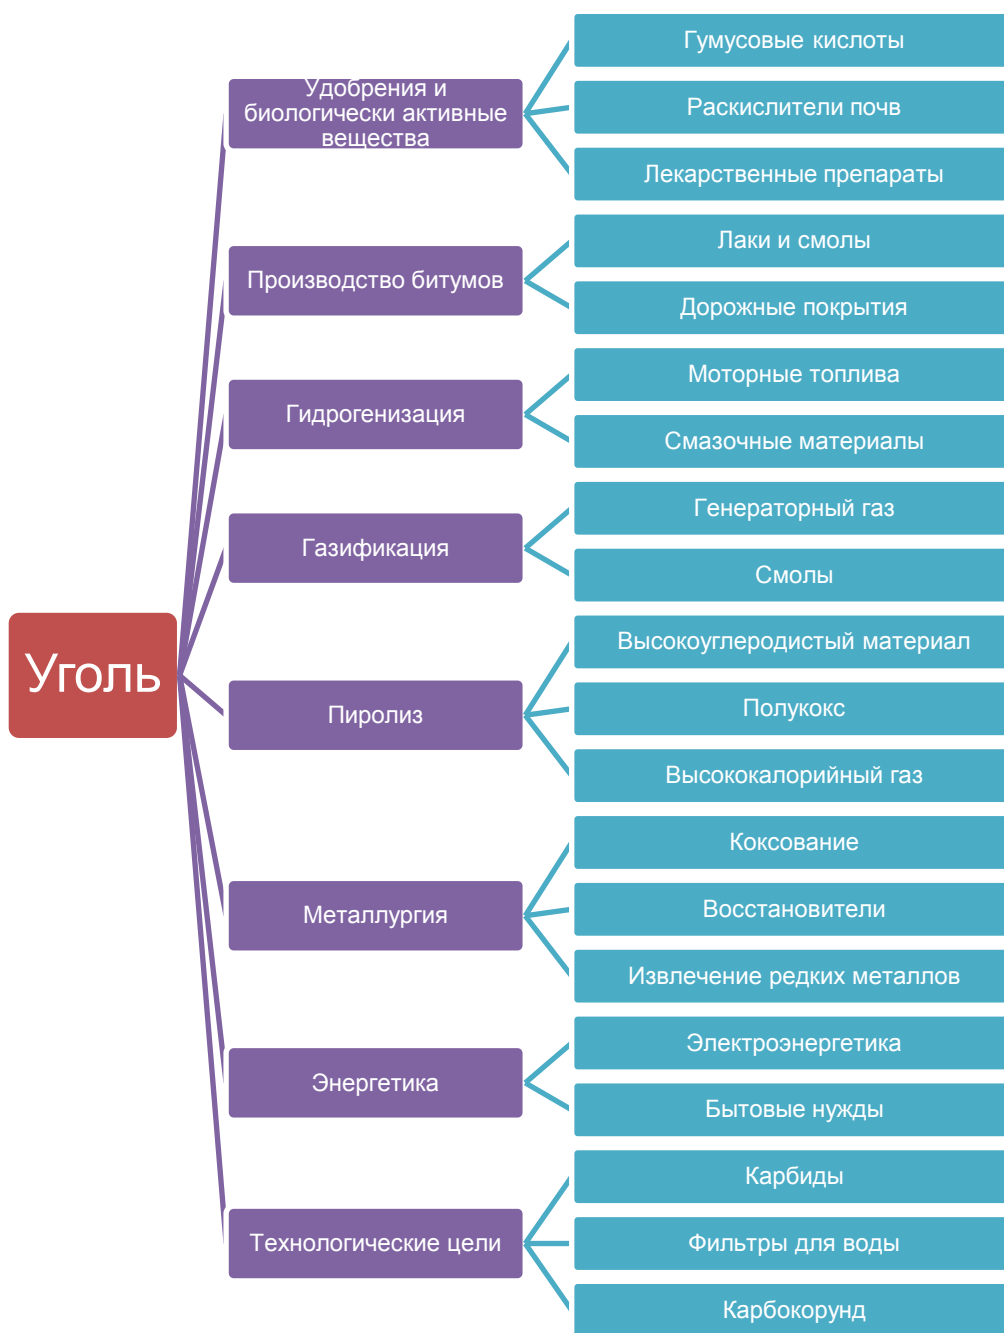 Уголь
Удобрения и
биологически активные
вещества
Гумусовые кислоты
Раскислители почв
Лекарственные препараты
Производство битумов
Лаки и смолы
Дорожные покрытия
Гидрогенизация
Моторные топлива
Смазочные материалы
Газификация
Генераторный газ
Смолы
Пиролиз
Высокоуглеродистый материал
Полукокс
Высококалорийный газ
Металлургия
Коксование
Восстановители
Извлечение редких металлов
Энергетика
Электроэнергетика
Бытовые нужды
Технологические цели
Карбиды
Фильтры для воды
Карбокорунд